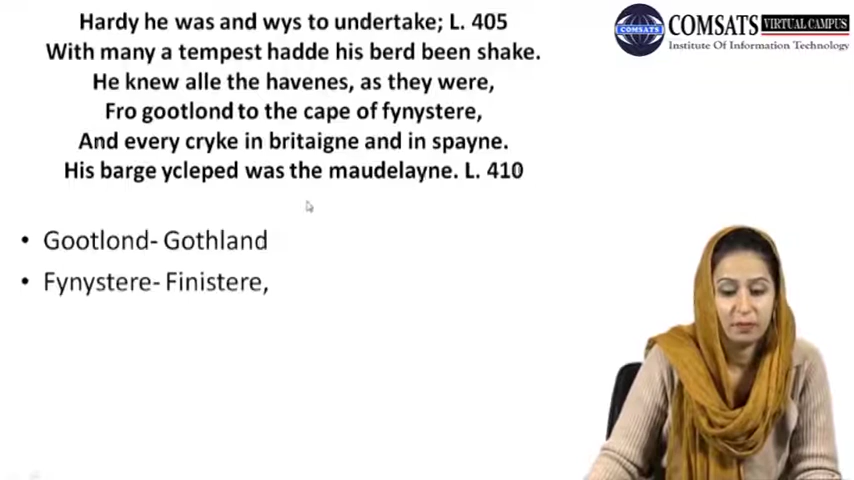 Hardy he was and wys to undertake; L. 405
With many a tempest hadde his berd been shake.
He knew alle the havenes, as they were,
Fro gootlond to the cape of fynystere,
And every cryke in britaigne and in spayne.
His barge ycleped was the maudelayne. L. 410
• Gootlond- Gothland
• Fynystere- Finistere,
COMSATS
COMSATS VIRTUAL CAMPUS
Institute Of Information Technology